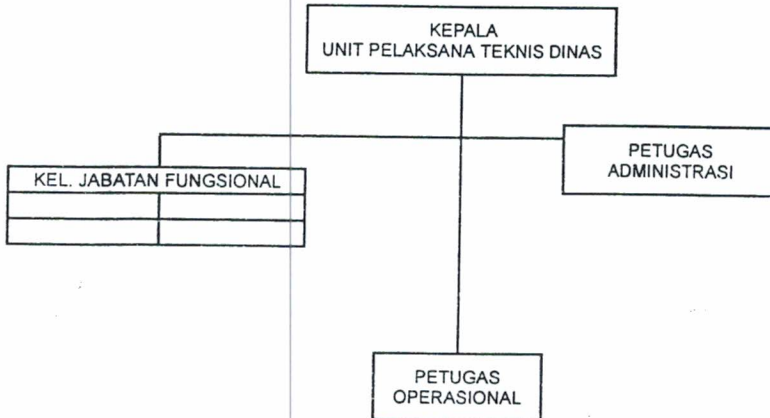 KEPALA
UNIT PELAKSANA TEKNIS DINAS
PETUGAS
ADMINISTRASI
KEL. JABATAN FUNGSIONAL
PETUGAS
OPERASIONAL